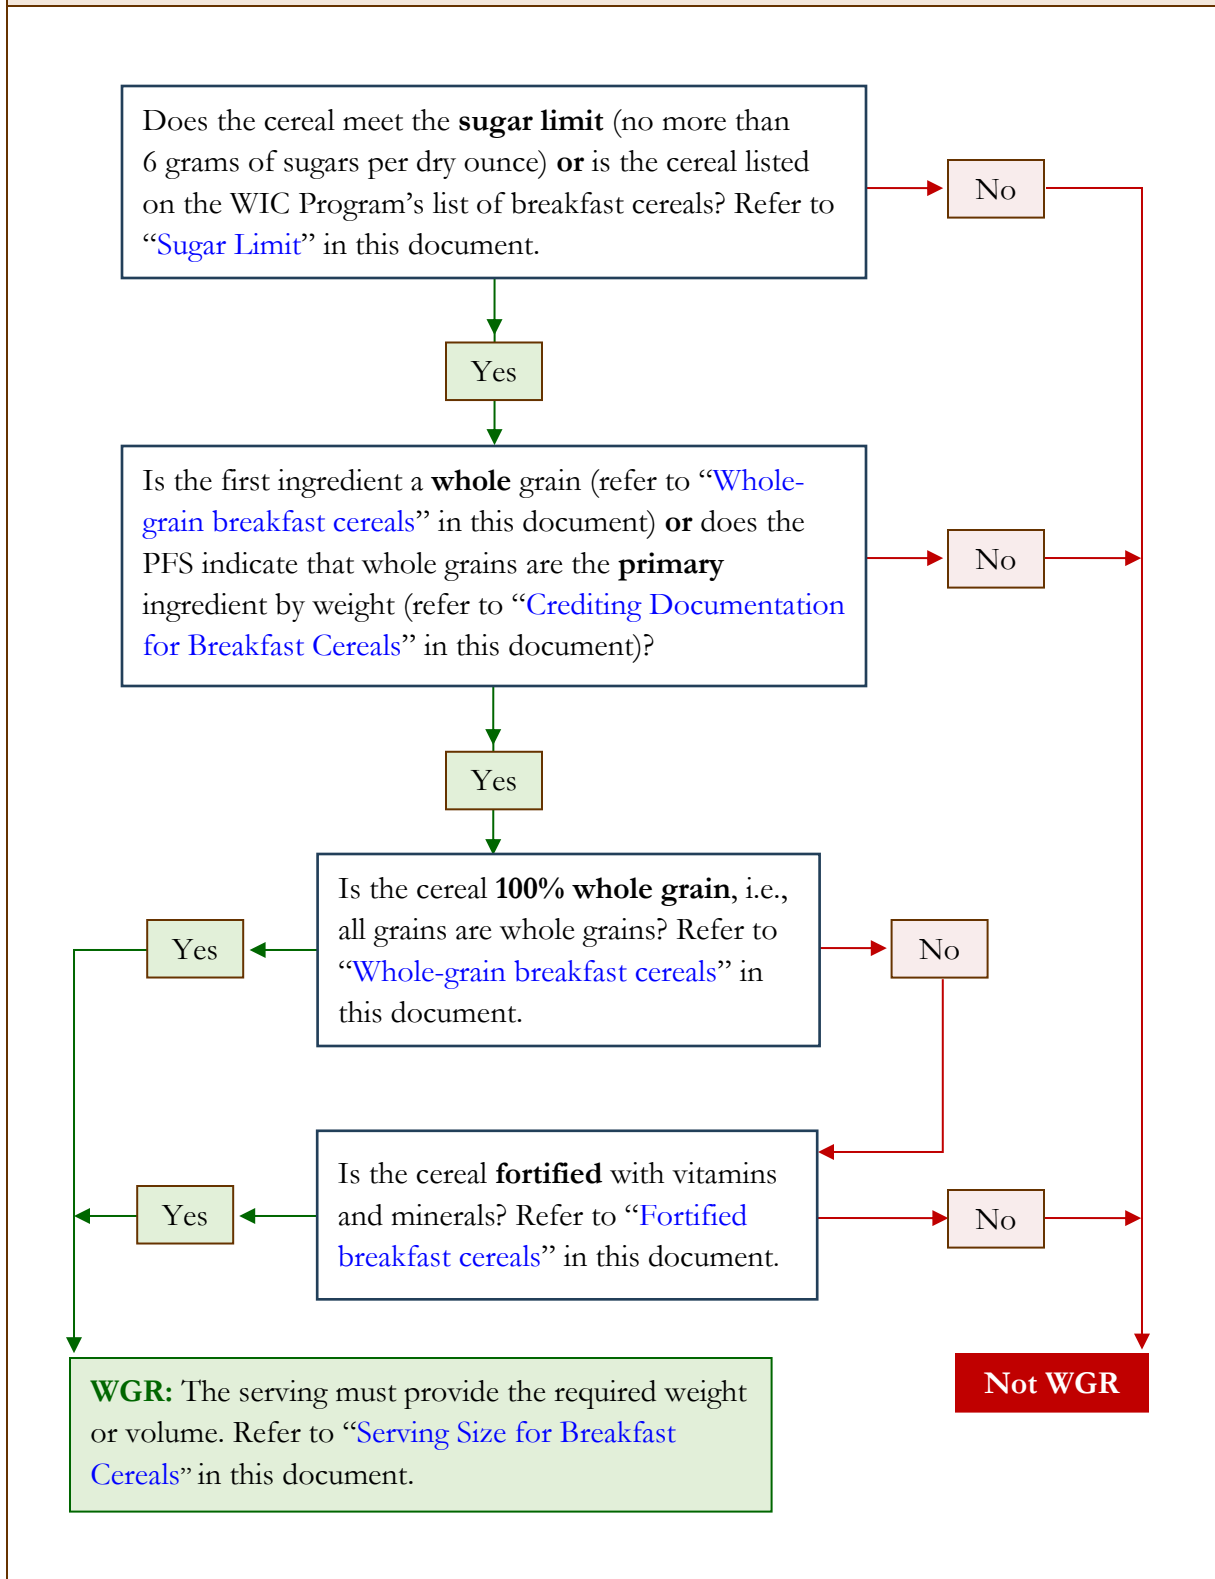 Does the cereal meet the sugar limit (no more than
6 grams of sugars per dry ounce) or is the cereal listed
on the WIC Program’s list of breakfast cereals? Refer to
“Sugar Limit” in this document.
No
Yes
Is the first ingredient a whole grain (refer to “Whole-
grain breakfast cereals” in this document) or does the
PFS indicate that whole grains are the primary
ingredient by weight (refer to “Crediting Documentation
for Breakfast Cereals” in this document)?
No
Yes
Is the cereal 100% whole grain, i.e.,
all grains are whole grains? Refer to
“Whole-grain breakfast cereals” in
this document.
Yes
No
Is the cereal fortified with vitamins
and minerals? Refer to “Fortified
breakfast cereals” in this document.
Yes
No
WGR: The serving must provide the required weight
or volume. Refer to “Serving Size for Breakfast
Cereals” in this document.
Not WGR